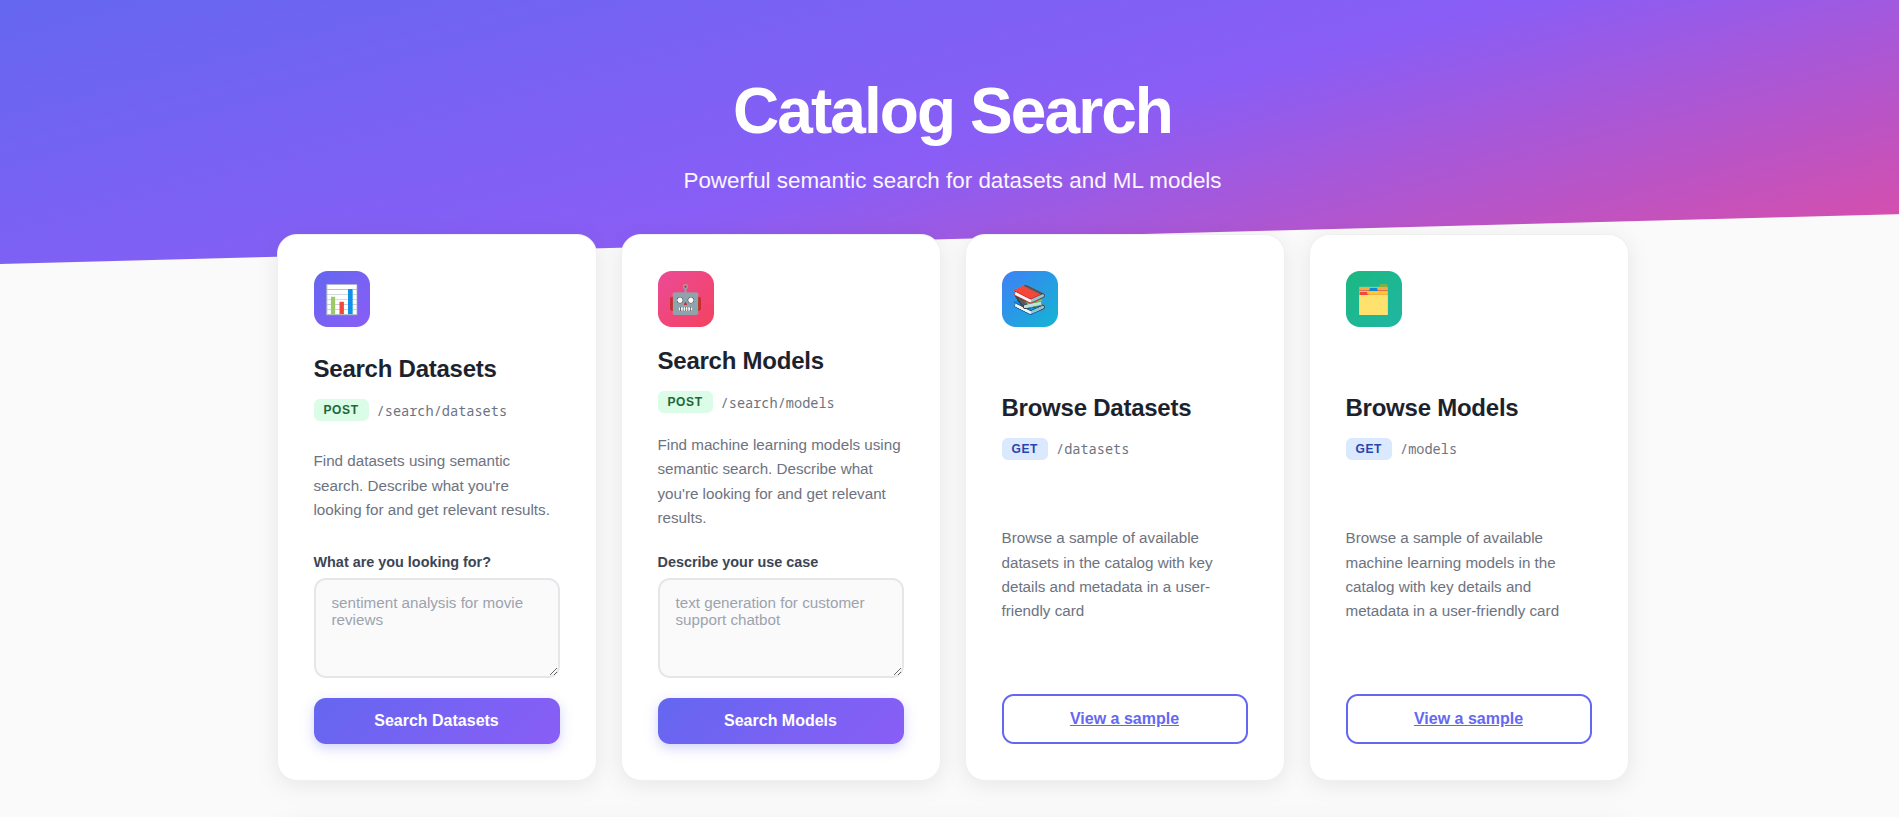 Catalog Search
Powerful semantic search for datasets and ML models
Search Datasets
POST /search/datasets
Find datasets using semantic
search. Describe what you're
looking for and get relevant results.
What are you looking for?
sentiment analysis for movie
reviews
Search Datasets
Search Models
POST /search/models
Find machine learning models using
semantic search. Describe what
you're looking for and get relevant
results.
Describe your use case
text generation for customer
support chatbot
Search Models
Browse Datasets
GET /datasets
Browse a sample of available
datasets in the catalog with key
details and metadata in a user-
friendly card
View a sample
Browse Models
GET /models
Browse a sample of available
machine learning models in the
catalog with key details and
metadata in a user-friendly card
View a sample